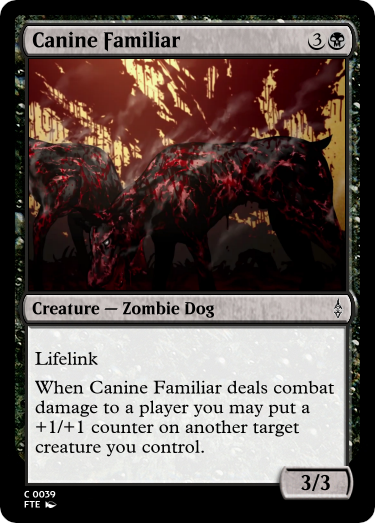 Canine Familiar 3
Creature — Zombie Dog
Lifelink
When Canine Familiar deals combat
damage to a player you may put a
+1/+1 counter on another target
creature you control.
3/3
C 0039
FTE